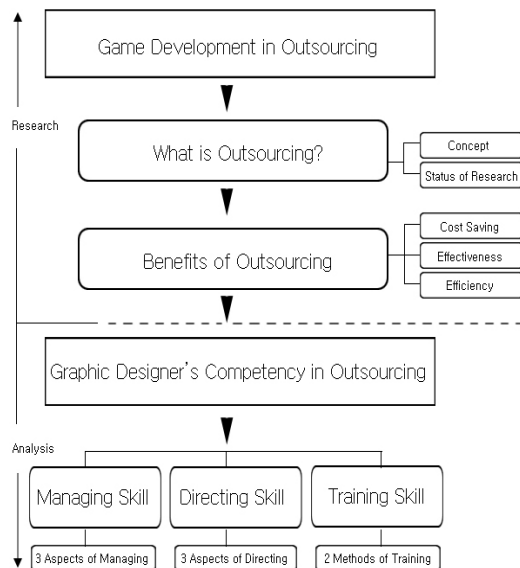 Game Development in Outsourcing
Research
What is Outsourcing?
Concept
Status of Research
Benefits of Outsourcing
Cost Saving
Effectiveness
Efficiency
Graphic Designer's Competency in Outsourcing
Analysis
Managing Skill
Directing Skill
Training Skill
3 Aspects of Managing
3 Aspects of Directing
2 Methods of Training